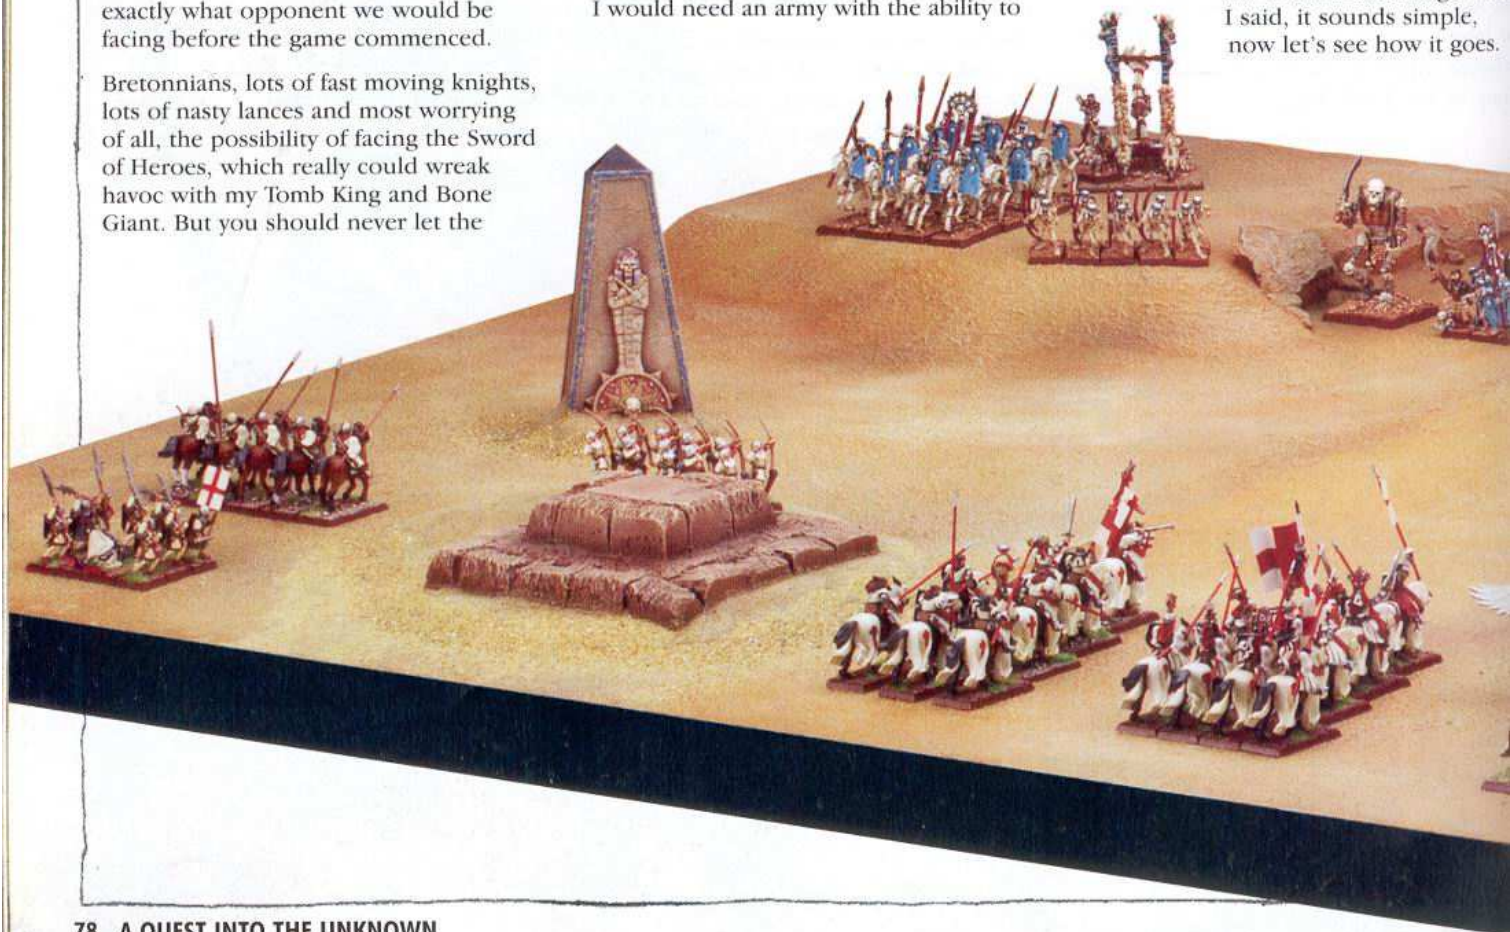 exactly what opponent we would be
facing before the game commenced.
Bretonnians, lots of fast moving knights,
lots of nasty lances and most worrying
of all, the possibility of facing the Sword
of Heroes, which really could wreak
havoc with my Tomb King and Bone
Giant. But you should never let the
I would need an army with the ability to
I said, it sounds simple,
now let's see how it goes.
78 A QUEST INTO THE UNKNOWN